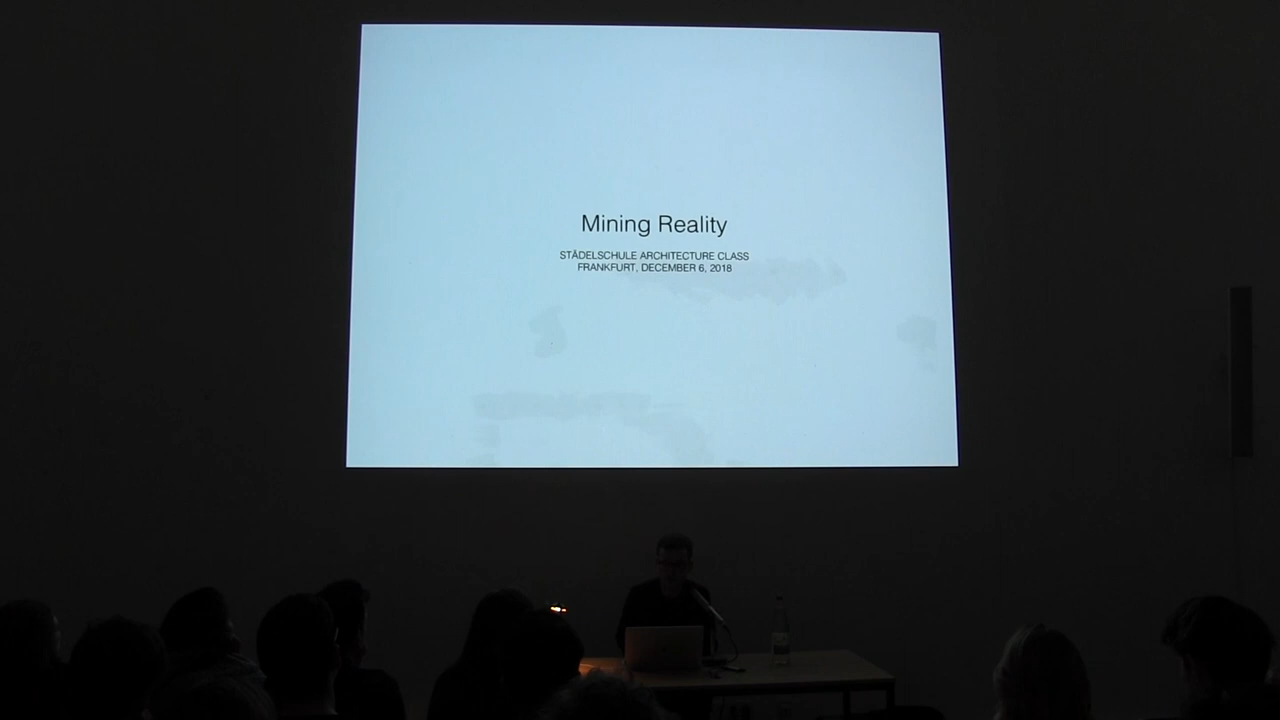 Mining Reality
STÄDELSCHULE ARCHITECTURE CLASS
FRANKFURT, DECEMBER 6, 2018